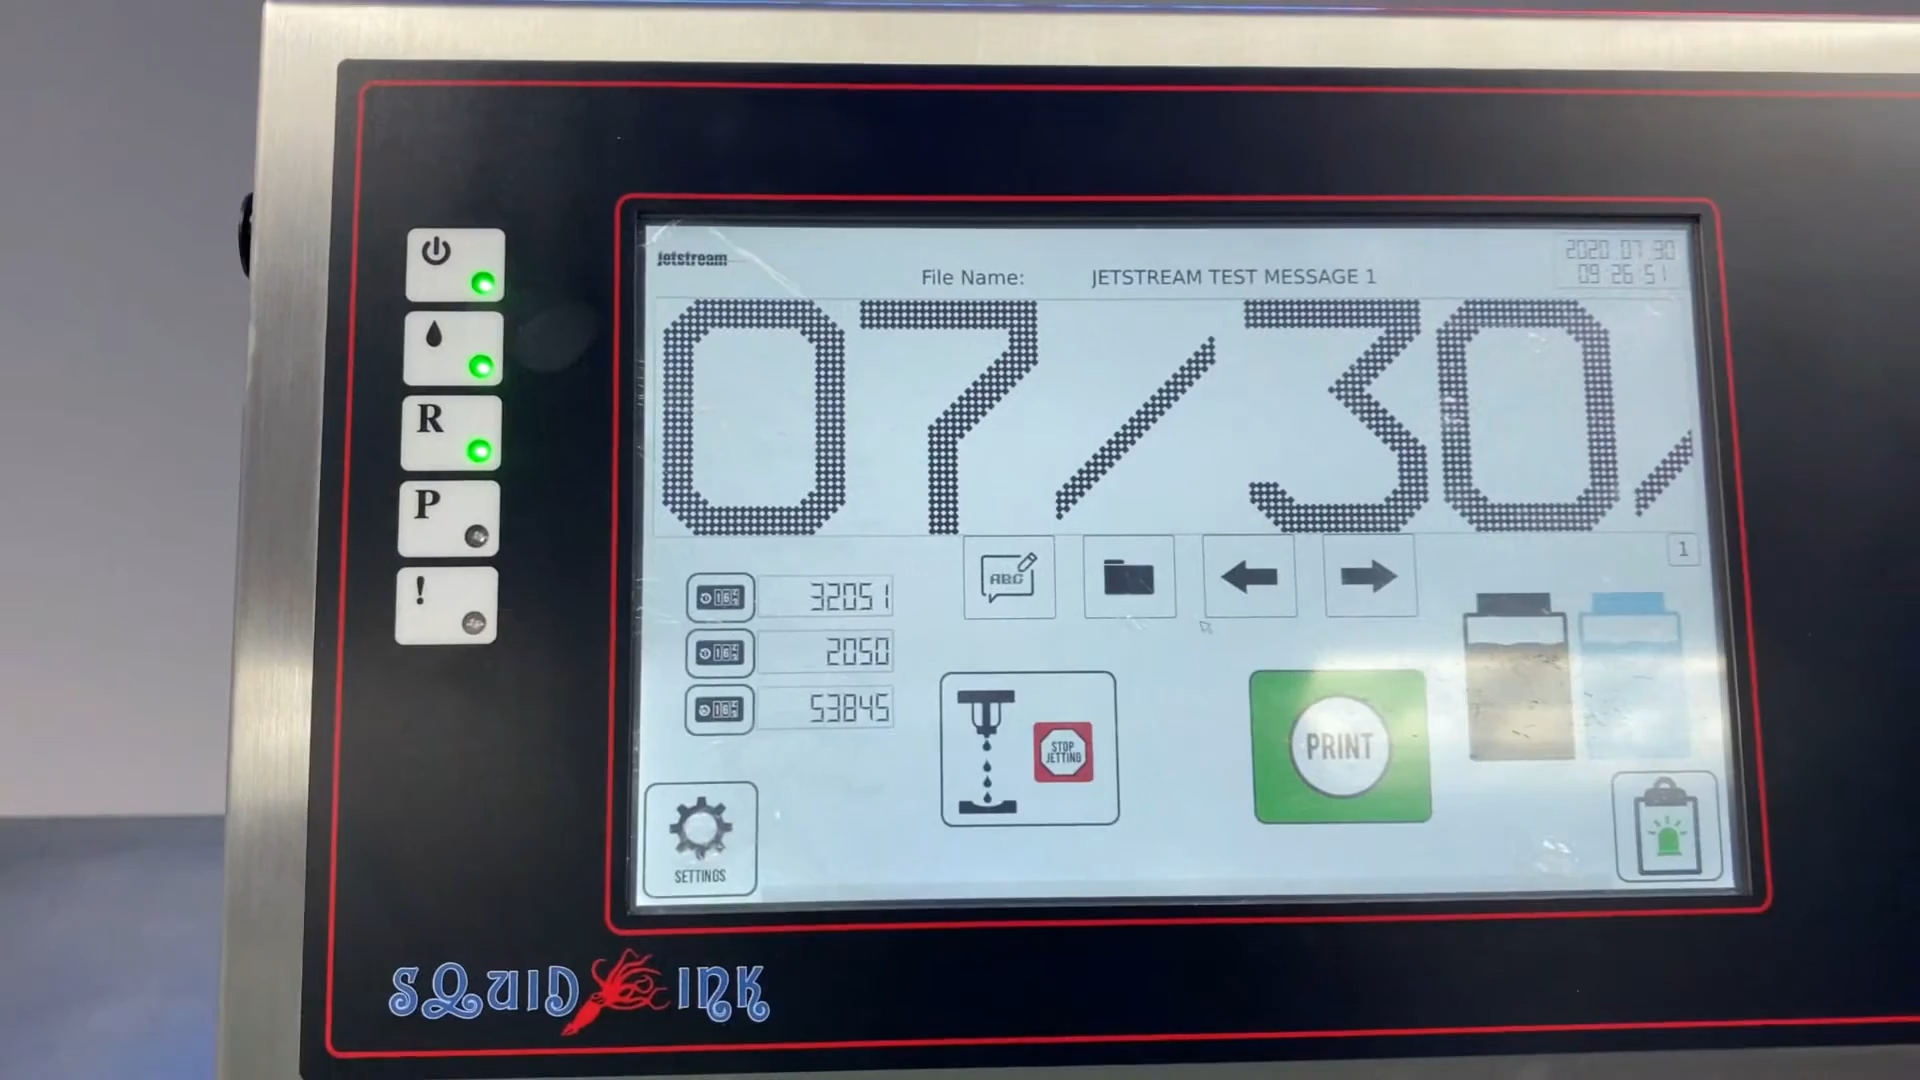 jetstream
File Name: JETSTREAM TEST MESSAGE 1
2020 07 30
09 26 51
07/30/
R
P
!
1
ABC
32051
2050
53845
STOP
JETTING
PRINT
SETTINGS
SQUID INK